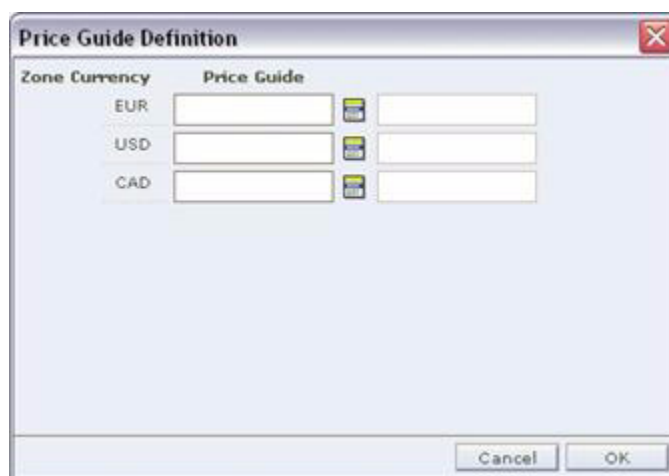 Price Guide Definition
Zone Currency Price Guide
EUR
USD
CAD
Cancel OK